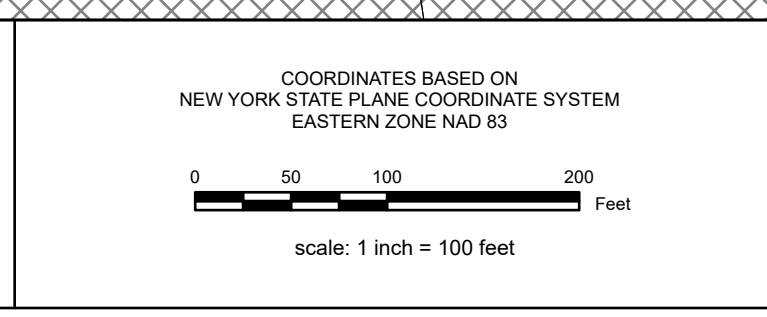 COORDINATES BASED ON
NEW YORK STATE PLANE COORDINATE SYSTEM
EASTERN ZONE NAD 83
0 50 100 200
Feet
scale: 1 inch = 100 feet